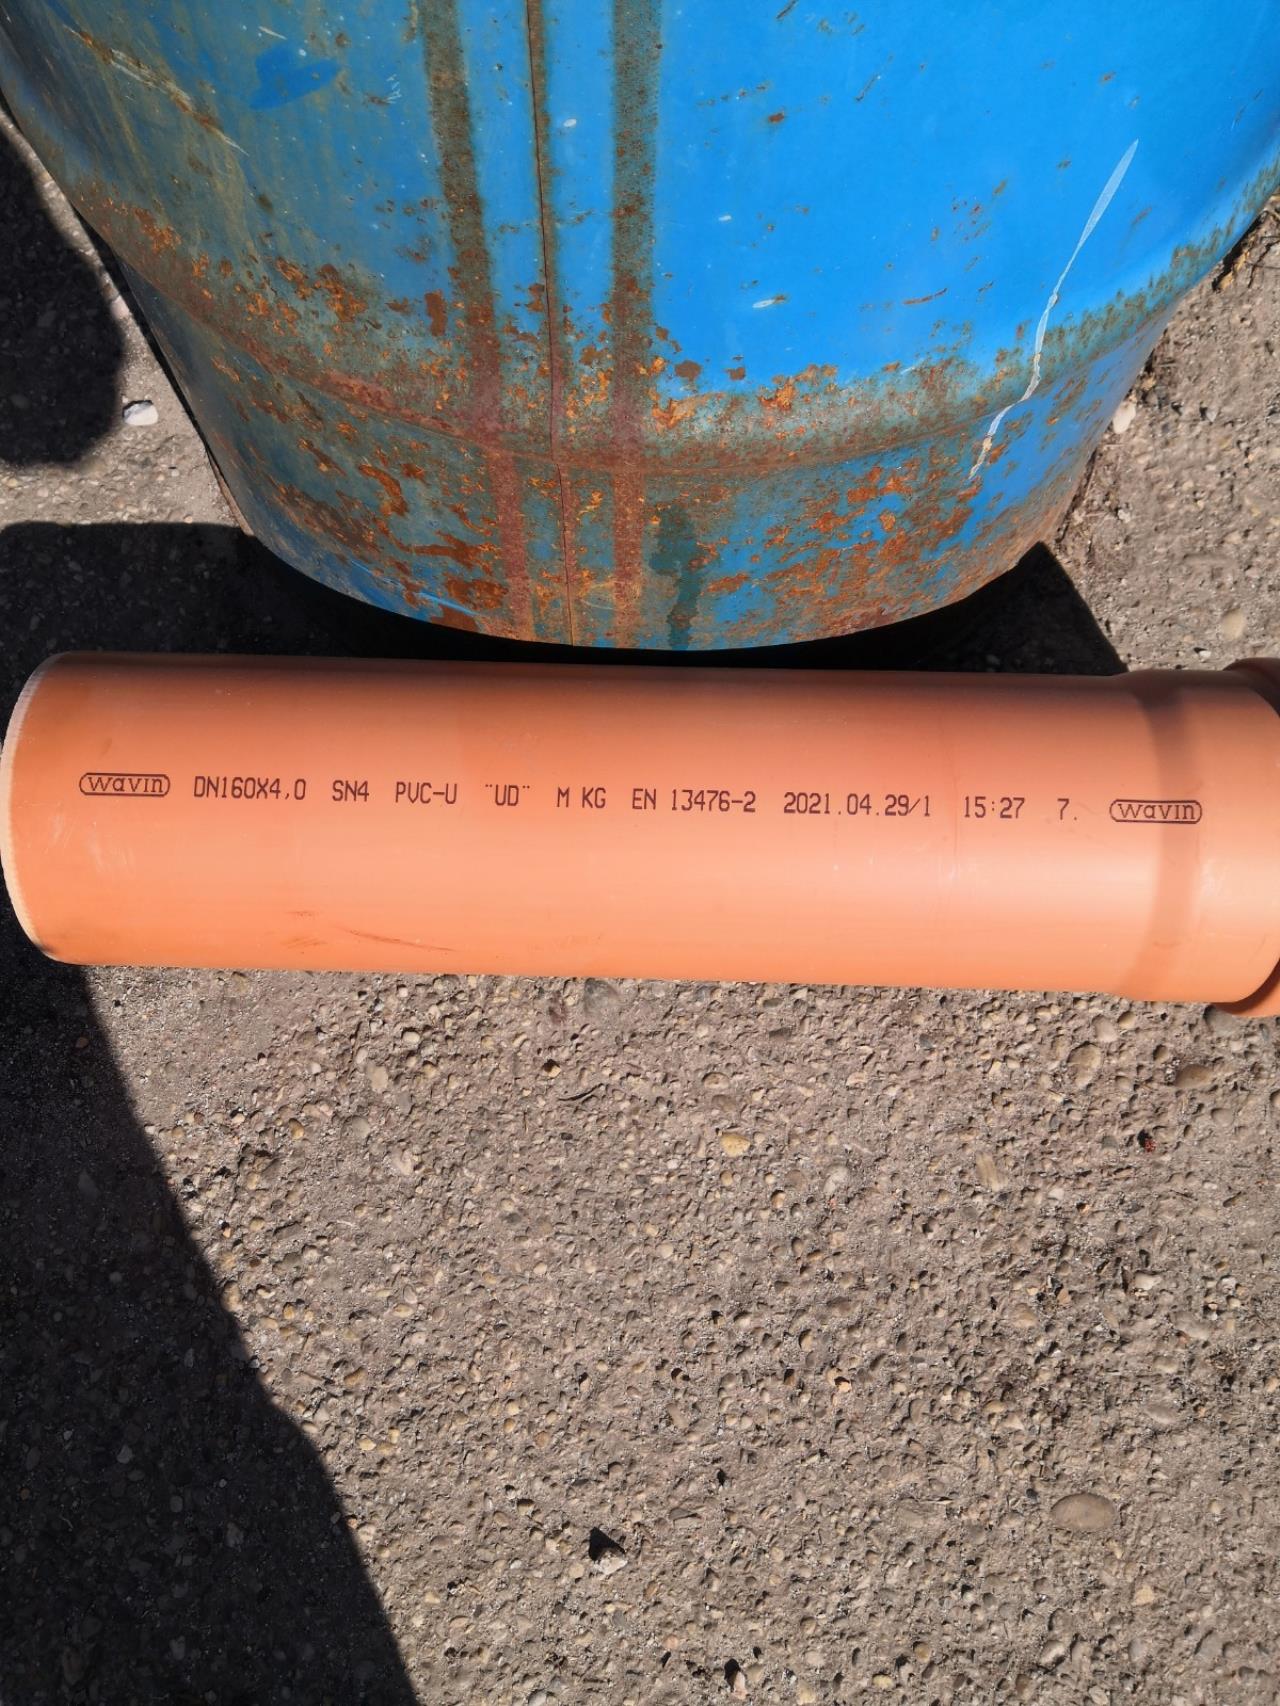 wavin DN160X4,0 SN4 PVC-U ¨UD¨ M KG EN 13476-2 2021.04.29/1 15:27 7. wavin